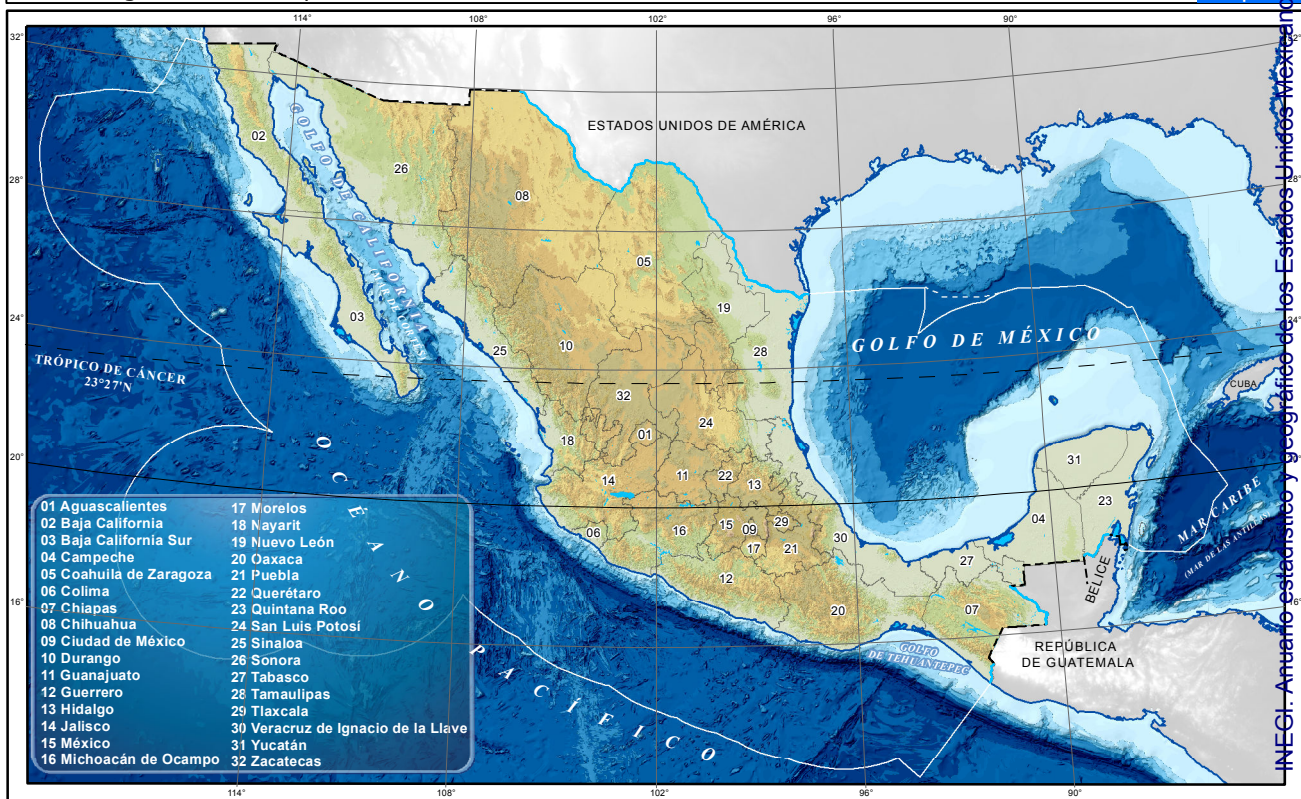 114°
108°
102°
96°
90°
32°
32°
ESTADOS UNIDOS DE AMÉRICA
02
26
08
GOLFO DE CALIFORNIA
28°
28°
05
19
03
24°
24°
25
10
28
GOLFO DE MÉXICO
TRÓPICO DE CÁNCER
23°27'N
CUBA
32
24
18
01
20°
20°
31
14
11
22
13
23
04
06
16
15
09
29
30
17
21
27
12
20
07
MAR CARIBE
(MAR DE LAS ANTILLAS)
BELICE
16°
16°
GOLFO
DE TEHUANTEPEC
REPÚBLICA
DE GUATEMALA
OCÉANO PACÍFICO
01 Aguascalientes
02 Baja California
03 Baja California Sur
04 Campeche
05 Coahuila de Zaragoza
06 Colima
07 Chiapas
08 Chihuahua
09 Ciudad de México
10 Durango
11 Guanajuato
12 Guerrero
13 Hidalgo
14 Jalisco
15 México
16 Michoacán de Ocampo
17 Morelos
18 Nayarit
19 Nuevo León
20 Oaxaca
21 Puebla
22 Querétaro
23 Quintana Roo
24 San Luis Potosí
25 Sinaloa
26 Sonora
27 Tabasco
28 Tamaulipas
29 Tlaxcala
30 Veracruz de Ignacio de la Llave
31 Yucatán
32 Zacatecas
114°
108°
102°
96°
90°
INEGI. Anuario estadístico y geográfico de los Estados Unidos